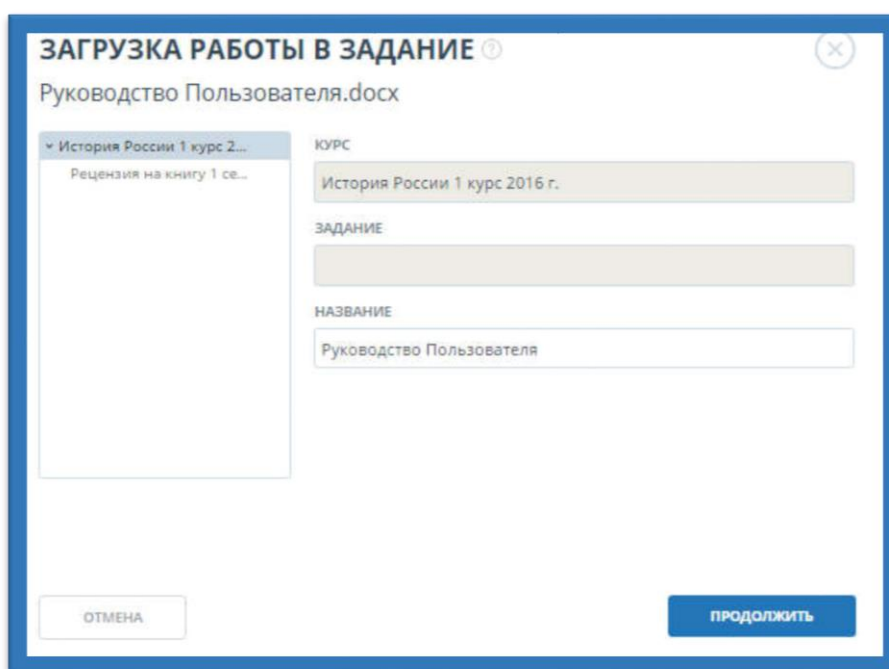 ЗАГРУЗКА РАБОТЫ В ЗАДАНИЕ ?
Руководство Пользователя.docx
История России 1 курс 2...
Рецензия на книгу 1 се...
КУРС
История России 1 курс 2016 г.
ЗАДАНИЕ
НАЗВАНИЕ
Руководство Пользователя
ОТМЕНА
ПРОДОЛЖИТЬ